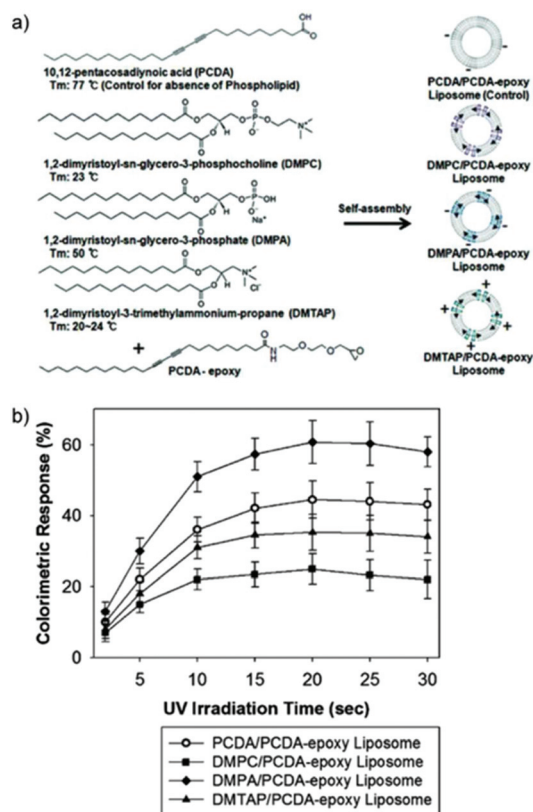 a)
OH
O
10,12-pentacosadiynoic acid (PCDA)
Tm: 77 ℃ (Control for absence of Phospholipid)
1,2-dimyristoyl-sn-glycero-3-phosphocholine (DMPC)
Tm: 23 ℃
1,2-dimyristoyl-sn-glycero-3-phosphate (DMPA)
Tm: 50 ℃
1,2-dimyristoyl-3-trimethylammonium-propane (DMTAP)
Tm: 20~24 ℃
+
PCDA- epoxy
Self-assembly
PCDA/PCDA-epoxy
Liposome (Control)
DMPC/PCDA-epoxy
Liposome
DMPA/PCDA-epoxy
Liposome
DMTAP/PCDA-epoxy
Liposome
b)
Colorimetric Response (%)
60
40
20
0
5 10 15 20 25 30
UV Irradiation Time (sec)
PCDA/PCDA-epoxy Liposome
DMPC/PCDA-epoxy Liposome
DMPA/PCDA-epoxy Liposome
DMTAP/PCDA-epoxy Liposome